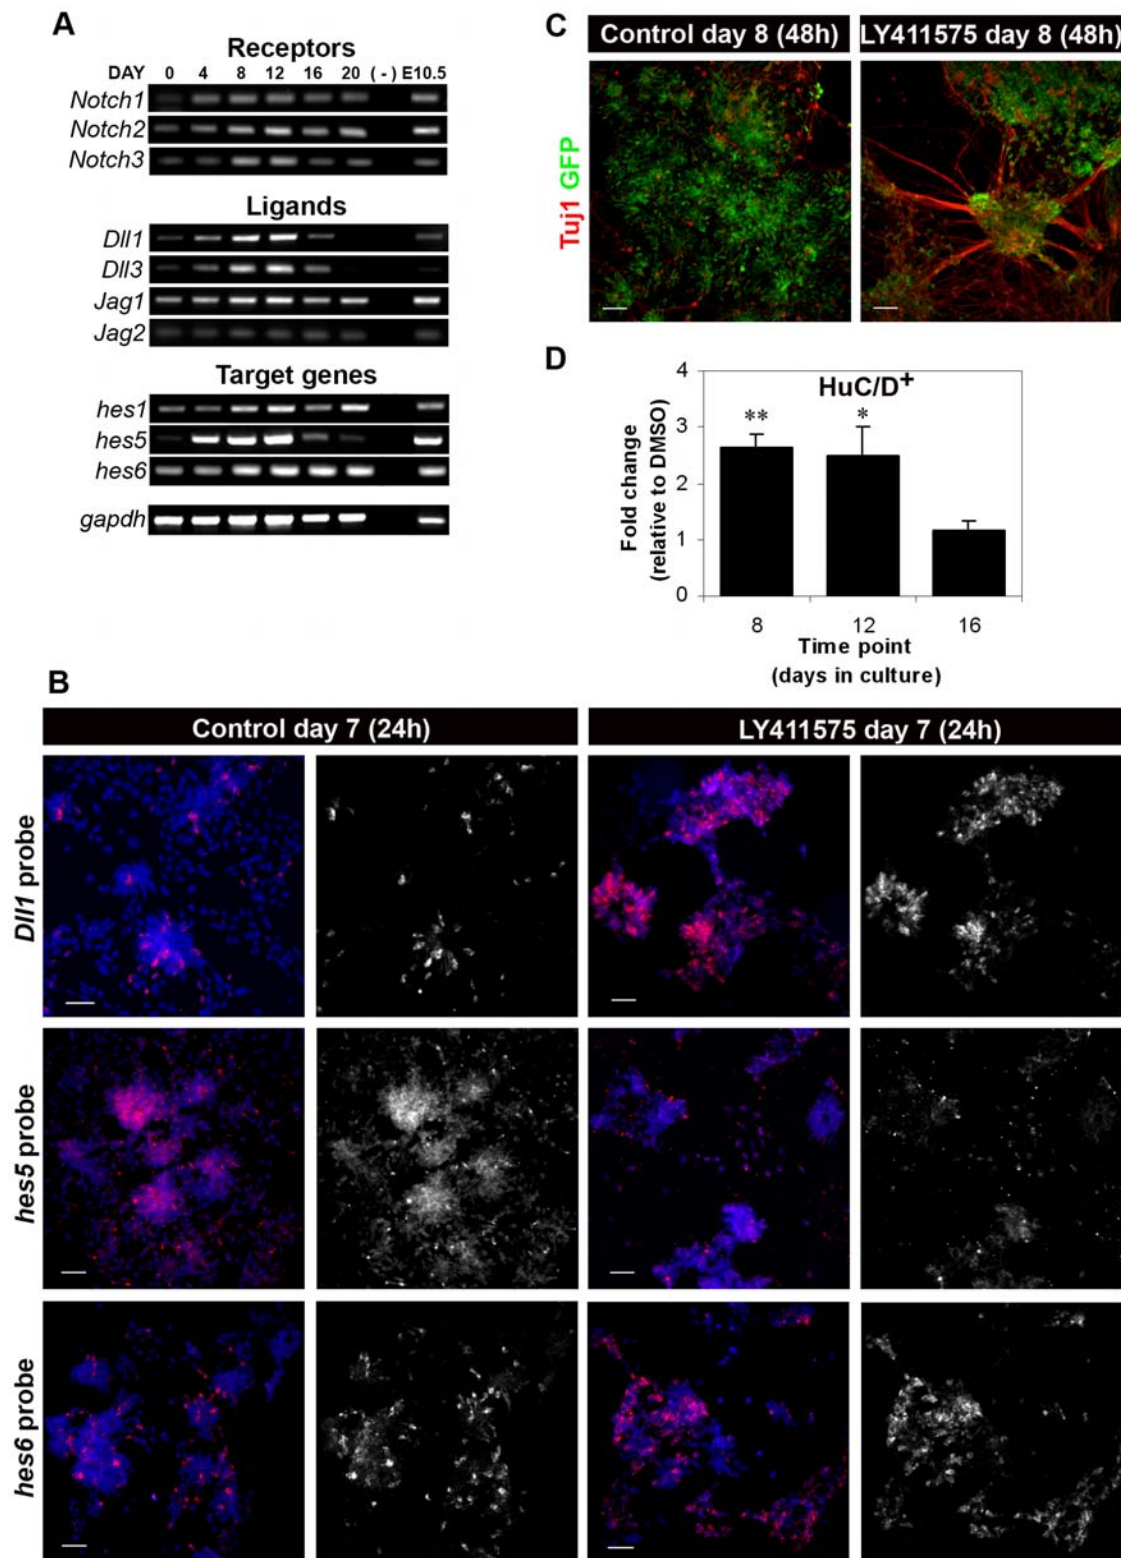 A
Receptors
DAY 0 4 8 12 16 20 (-) E10.5
Notch1
Notch2
Notch3
Ligands
Dll1
Dll3
Jag1
Jag2
Target genes
hes1
hes5
hes6
gapdh
C
Control day 8 (48h) LY411575 day 8 (48h)
Tuj1 GFP
D
HuC/D+
** *
Fold change
(relative to DMSO)
4
3
2
1
0
8 12 16
Time point
(days in culture)
B
Control day 7 (24h) LY411575 day 7 (24h)
Dll1 probe
hes5 probe
hes6 probe